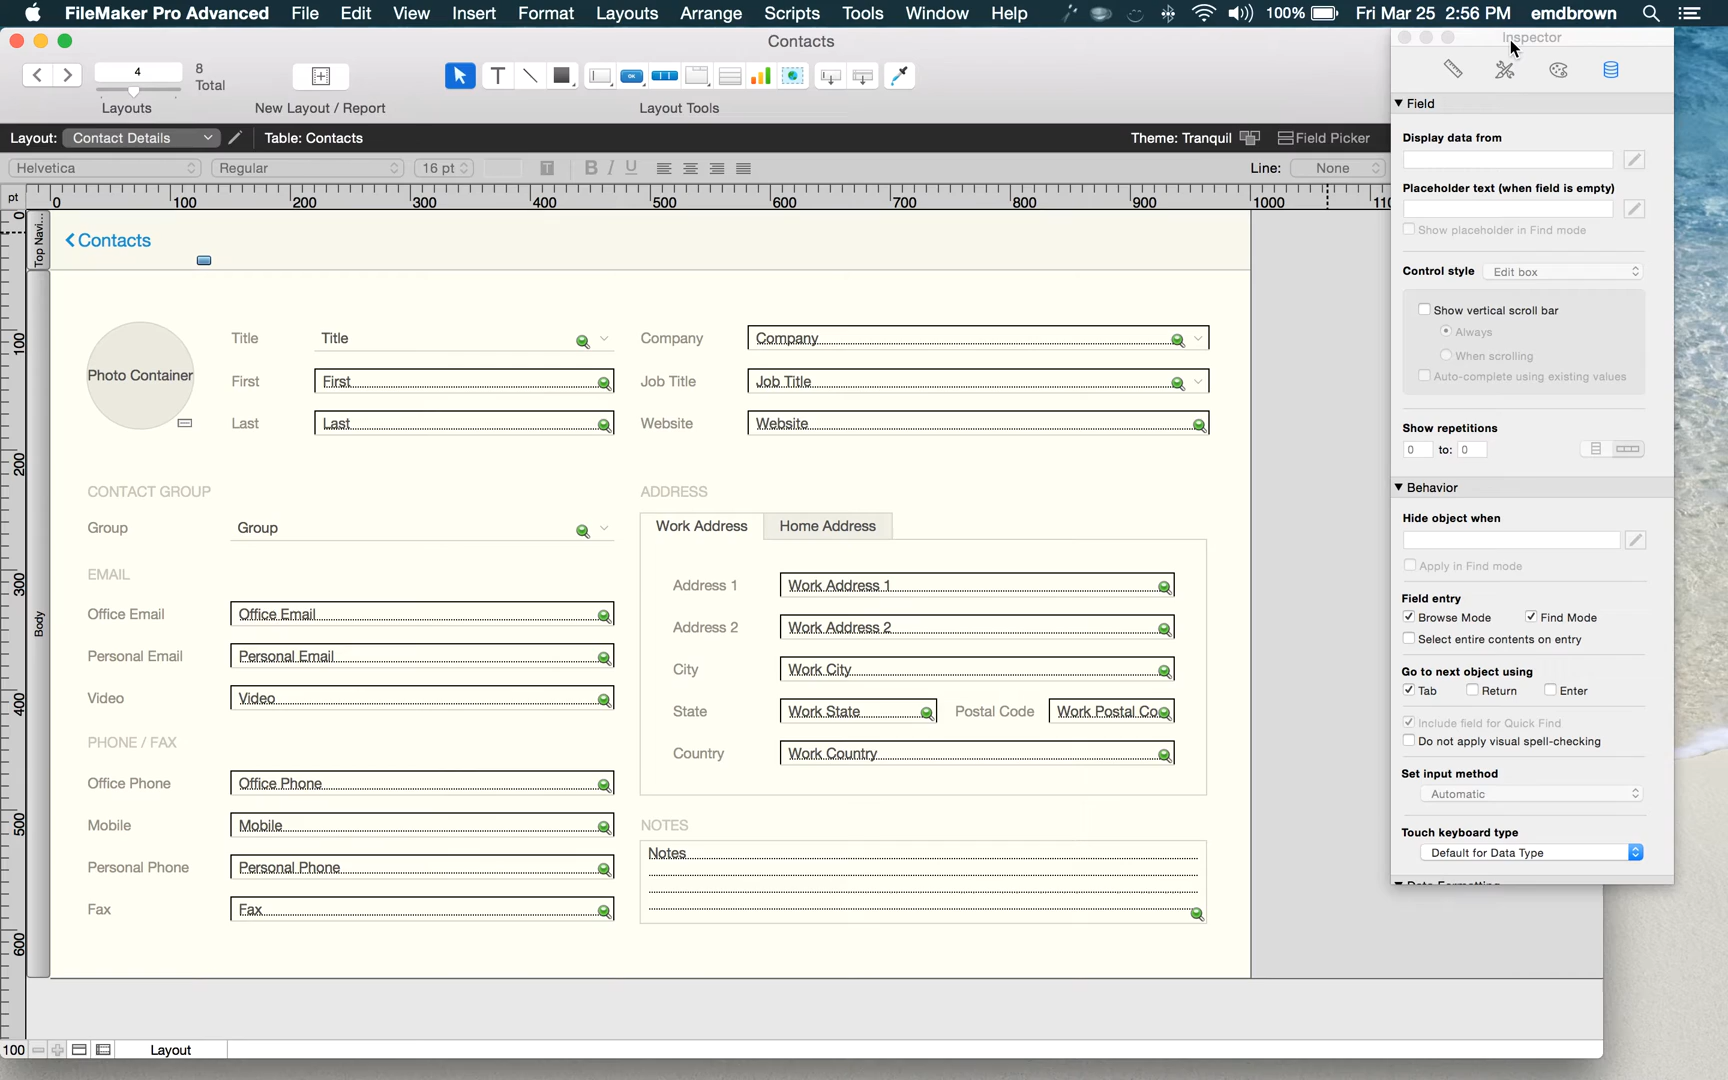 FileMaker Pro Advanced File Edit View Insert Format Layouts Arrange Scripts Tools Window Help 100% Fri Mar 25 2:56 PM emdbrown
Contacts
4
8
Total
Layouts
New Layout / Report
Layout Tools
Layout: Contact Details
Table: Contacts
Theme: Tranquil
Field Picker
Helvetica
Regular
16 pt
T B I U
Line: None
pt
0 100 200 300 400 500 600 700 800 900 1000
0
100
200
300
400
500
600
Top Navi...
Body
Contacts
Photo Container
Title Title
First First
Last Last
Company Company
Job Title Job Title
Website Website
CONTACT GROUP
Group Group
EMAIL
Office Email Office Email
Personal Email Personal Email
Video Video
PHONE / FAX
Office Phone Office Phone
Mobile Mobile
Personal Phone Personal Phone
Fax Fax
ADDRESS
Work Address Home Address
Address 1 Work Address 1
Address 2 Work Address 2
City Work City
State Work State Postal Code Work Postal Co
Country Work Country
NOTES
Notes
100
Layout
Inspector
Field
Display data from
Placeholder text (when field is empty)
Show placeholder in Find mode
Control style Edit box
Show vertical scroll bar
Always
When scrolling
Auto-complete using existing values
Show repetitions
0 to: 0
Behavior
Hide object when
Apply in Find mode
Field entry
Browse Mode Find Mode
Select entire contents on entry
Go to next object using
Tab Return Enter
Include field for Quick Find
Do not apply visual spell-checking
Set input method
Automatic
Touch keyboard type
Default for Data Type
Data Formatting